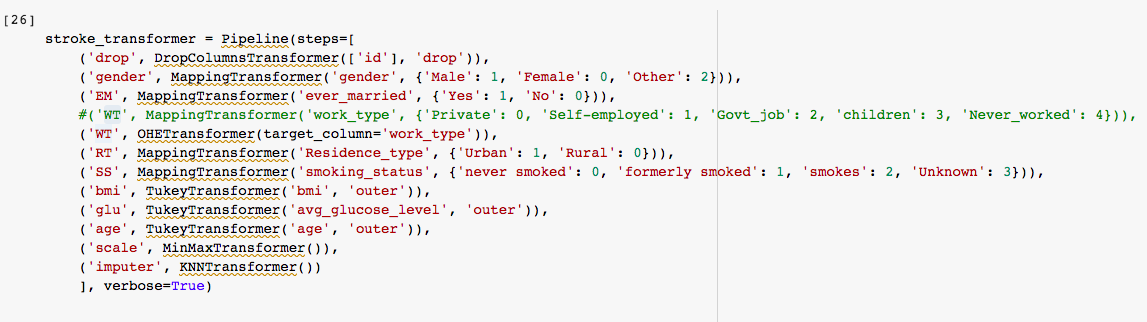 [26]
stroke_transformer = Pipeline(steps=[
('drop', DropColumnsTransformer(['id'], 'drop')),
('gender', MappingTransformer('gender', {'Male': 1, 'Female': 0, 'Other': 2})),
('EM', MappingTransformer('ever_married', {'Yes': 1, 'No': 0})),
#('WT', MappingTransformer('work_type', {'Private': 0, 'Self-employed': 1, 'Govt_job': 2, 'children': 3, 'Never_worked': 4})),
('WT', OHETransformer(target_column='work_type')),
('RT', MappingTransformer('Residence_type', {'Urban': 1, 'Rural': 0})),
('SS', MappingTransformer('smoking_status', {'never smoked': 0, 'formerly smoked': 1, 'smokes': 2, 'Unknown': 3})),
('bmi', TukeyTransformer('bmi', 'outer')),
('glu', TukeyTransformer('avg_glucose_level', 'outer')),
('age', TukeyTransformer('age', 'outer')),
('scale', MinMaxTransformer()),
('imputer', KNNTransformer())
], verbose=True)